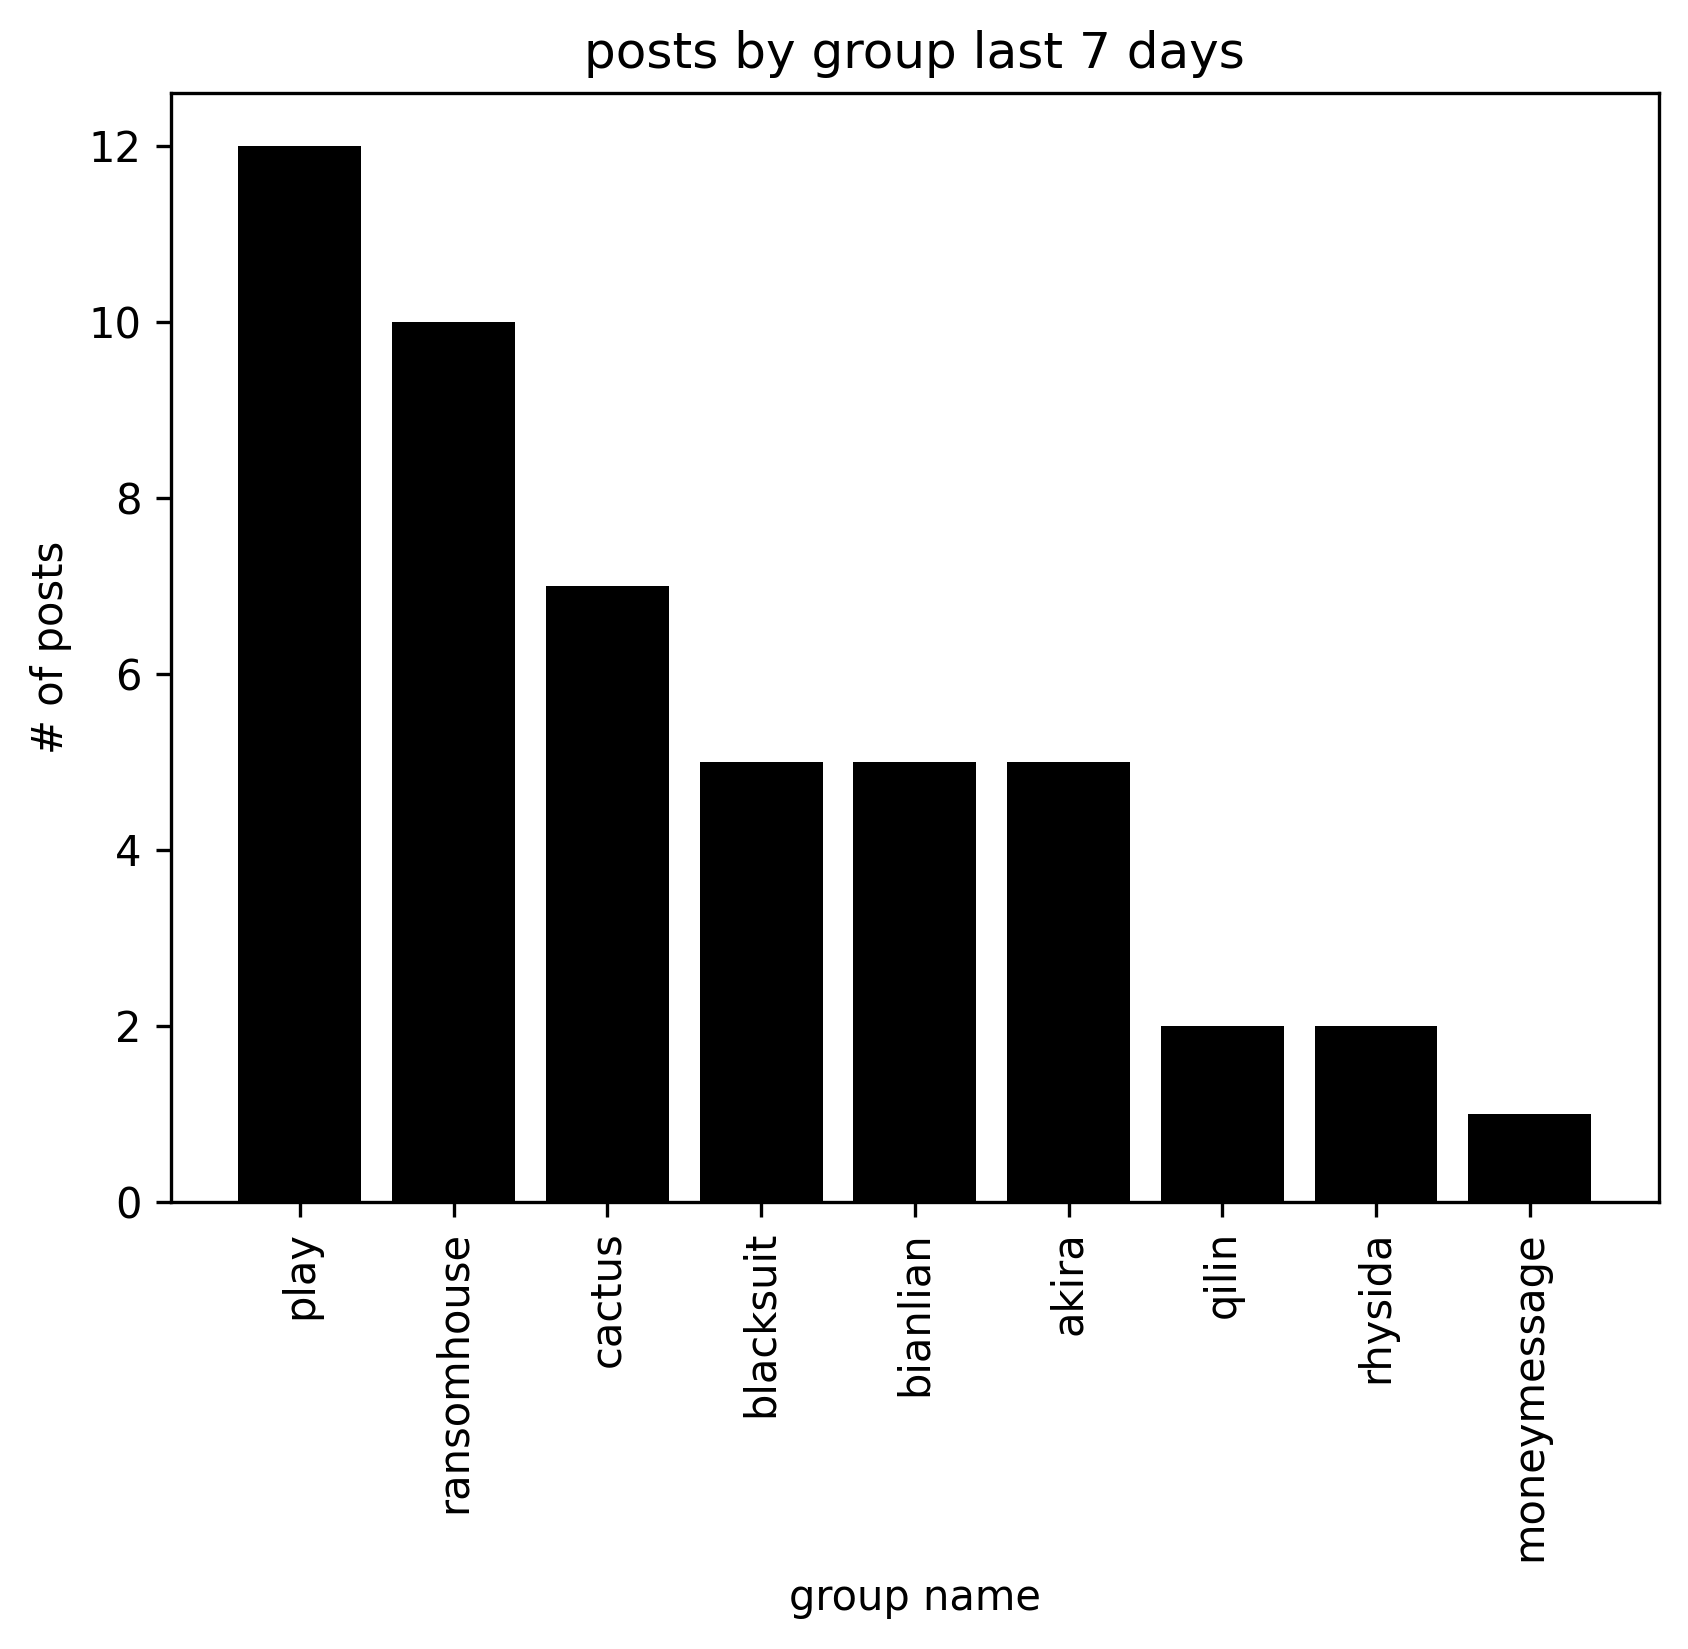 posts by group last 7 days
12
10
8
6
4
2
0
# of posts
play
ransomhouse
cactus
blacksuit
bianlian
akira
qilin
rhysida
moneymessage
group name